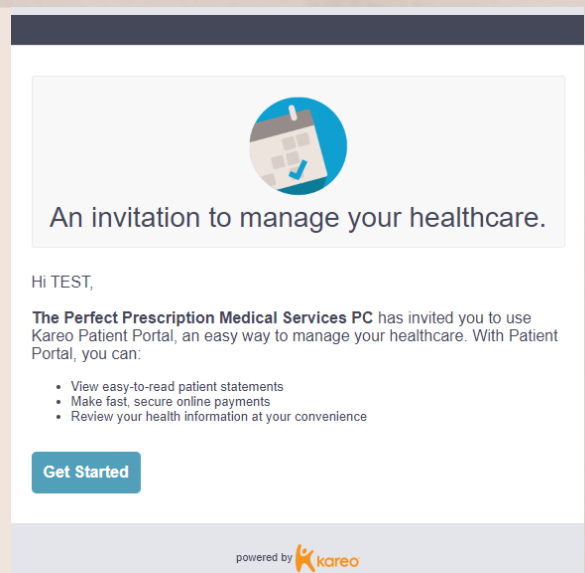 An invitation to manage your healthcare.
Hi TEST,
The Perfect Prescription Medical Services PC has invited you to use
Kareo Patient Portal, an easy way to manage your healthcare. With Patient
Portal, you can:
• View easy-to-read patient statements
• Make fast, secure online payments
• Review your health information at your convenience
Get Started
powered by kareo